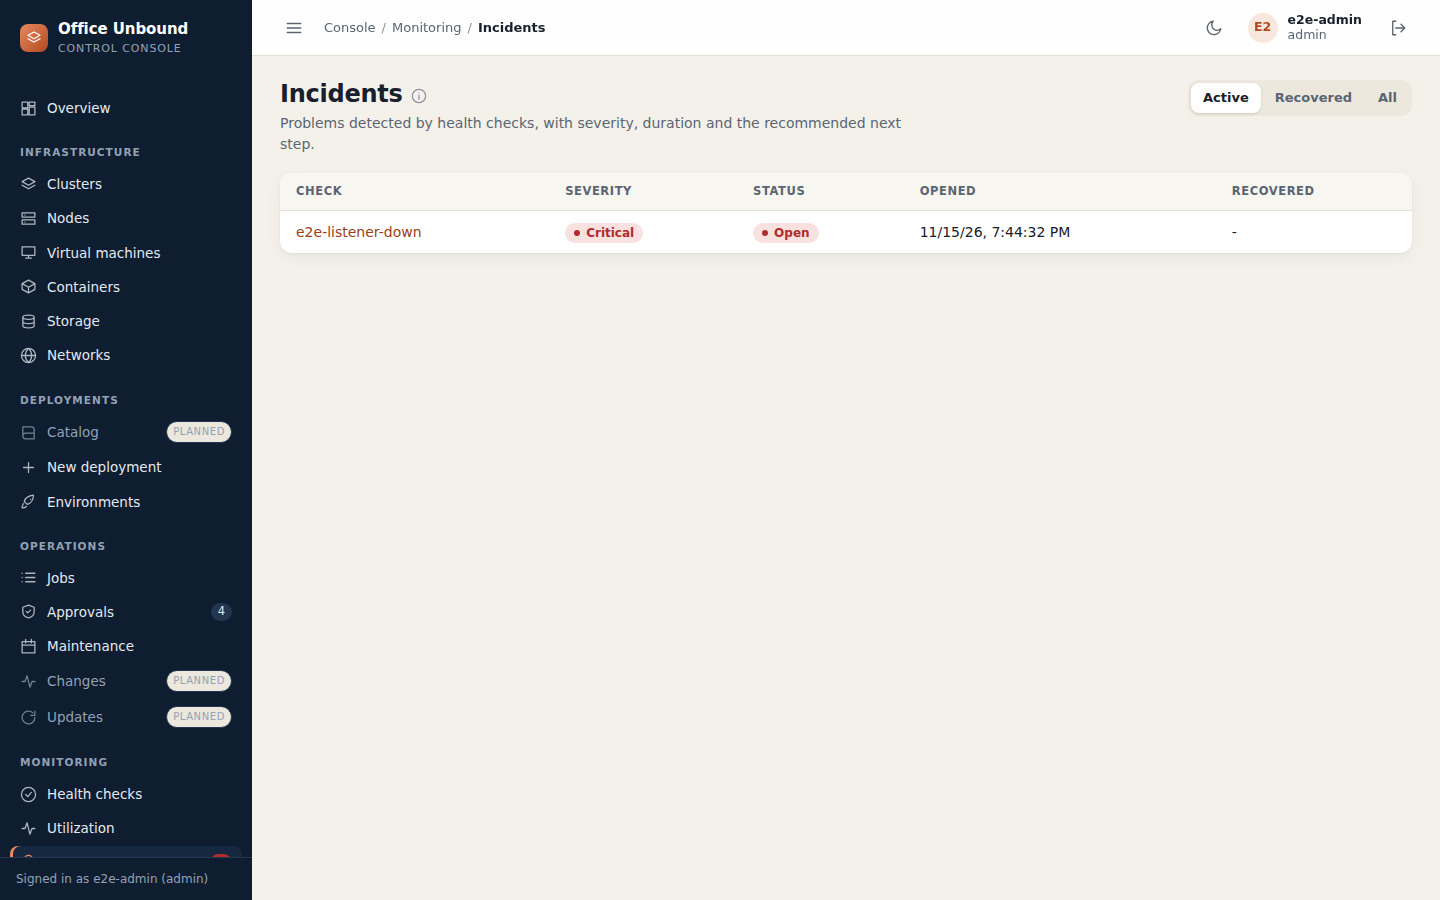 Office Unbound
CONTROL CONSOLE
Overview
INFRASTRUCTURE
Clusters
Nodes
Virtual machines
Containers
Storage
Networks
DEPLOYMENTS
Catalog PLANNED
New deployment
Environments
OPERATIONS
Jobs
Approvals 4
Maintenance
Changes PLANNED
Updates PLANNED
MONITORING
Health checks
Utilization
Signed in as e2e-admin (admin)
Console / Monitoring / Incidents
E2 e2e-admin
admin
Incidents
Active Recovered All
Problems detected by health checks, with severity, duration and the recommended next
step.
CHECK SEVERITY STATUS OPENED RECOVERED
e2e-listener-down Critical Open 11/15/26, 7:44:32 PM -